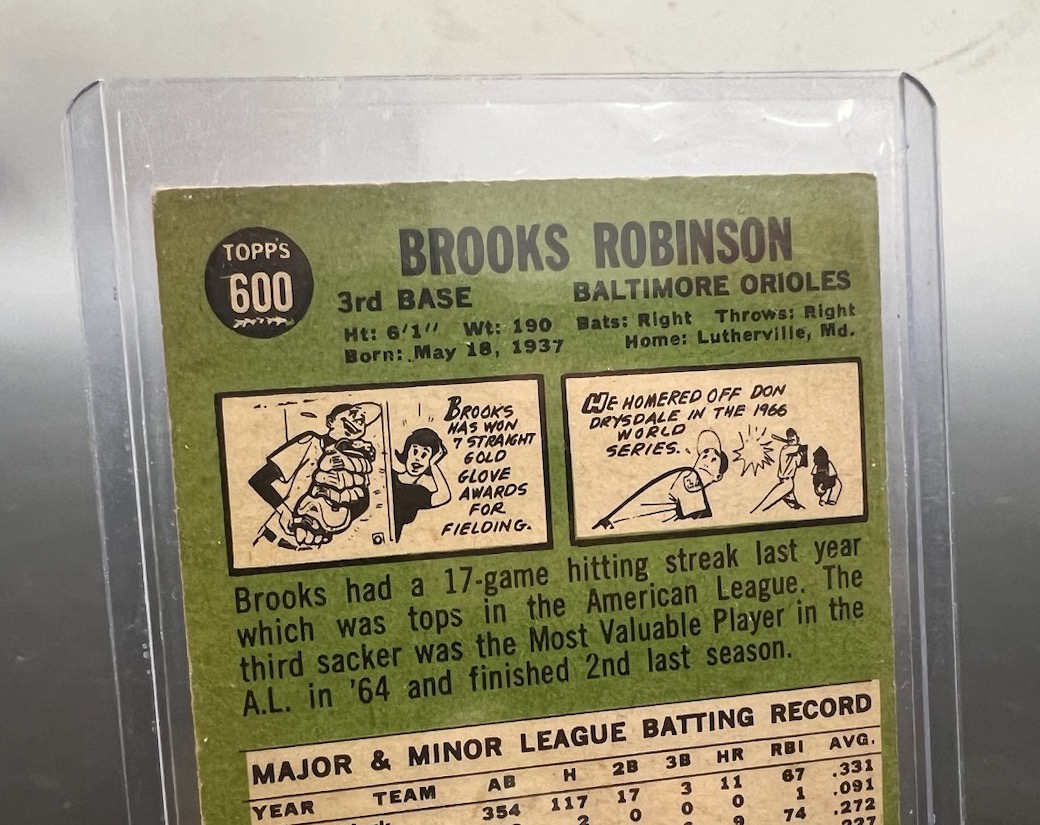 TOPP'S
600
BROOKS ROBINSON
3rd BASE
BALTIMORE ORIOLES
Ht: 6'1" Wt: 190 Bats: Right Throws: Right
Born: May 18, 1937 Home: Lutherville, Md.
BROOKS
HAS WON
7 STRAIGHT
GOLD
GLOVE
AWARDS
FOR
FIELDING.
HE HOMERED OFF DON
DRYSDALE IN THE 1966
WORLD
SERIES..
Brooks had a 17-game hitting streak last year
which was tops in the American League. The
third sacker was the Most Valuable Player in the
A.L. in '64 and finished 2nd last season.
MAJOR & MINOR LEAGUE BATTING RECORD
YEAR TEAM AB H 2B 3B HR RBI AVG.
354 117 17 3 11 67 .331
2 0 0 0 1 .091
9 74 .272